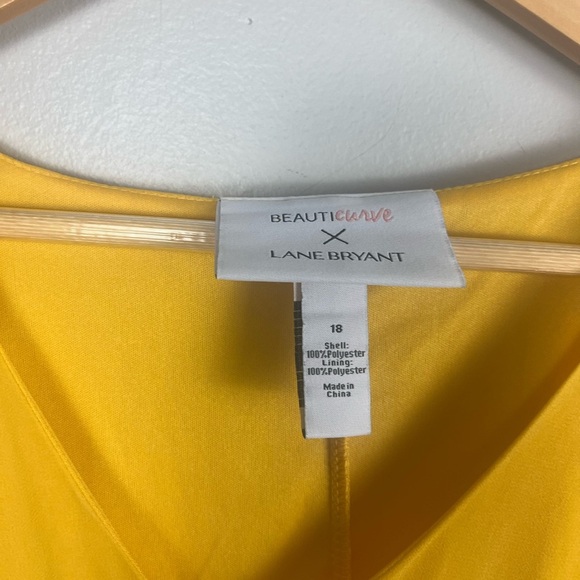 BEAUTIcurve
X
LANE BRYANT
18
Shell:
100%Polyester
Lining:
100%Polyester
Made in
China